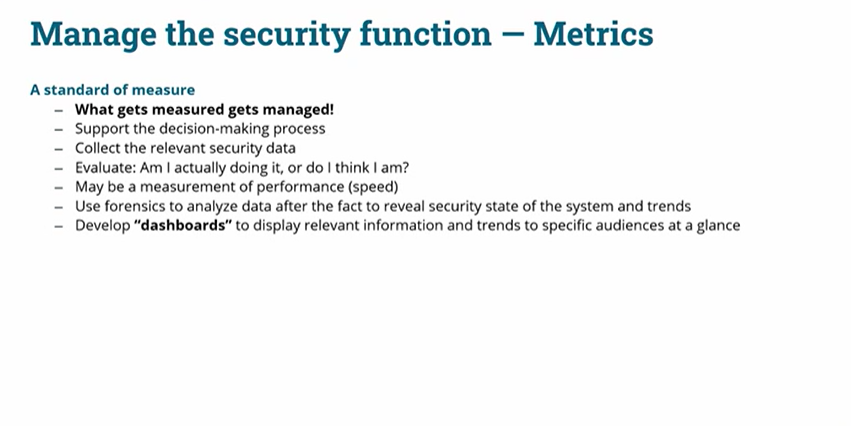 Manage the security function — Metrics
A standard of measure
– What gets measured gets managed!
– Support the decision-making process
– Collect the relevant security data
– Evaluate: Am I actually doing it, or do I think I am?
– May be a measurement of performance (speed)
– Use forensics to analyze data after the fact to reveal security state of the system and trends
– Develop “dashboards” to display relevant information and trends to specific audiences at a glance